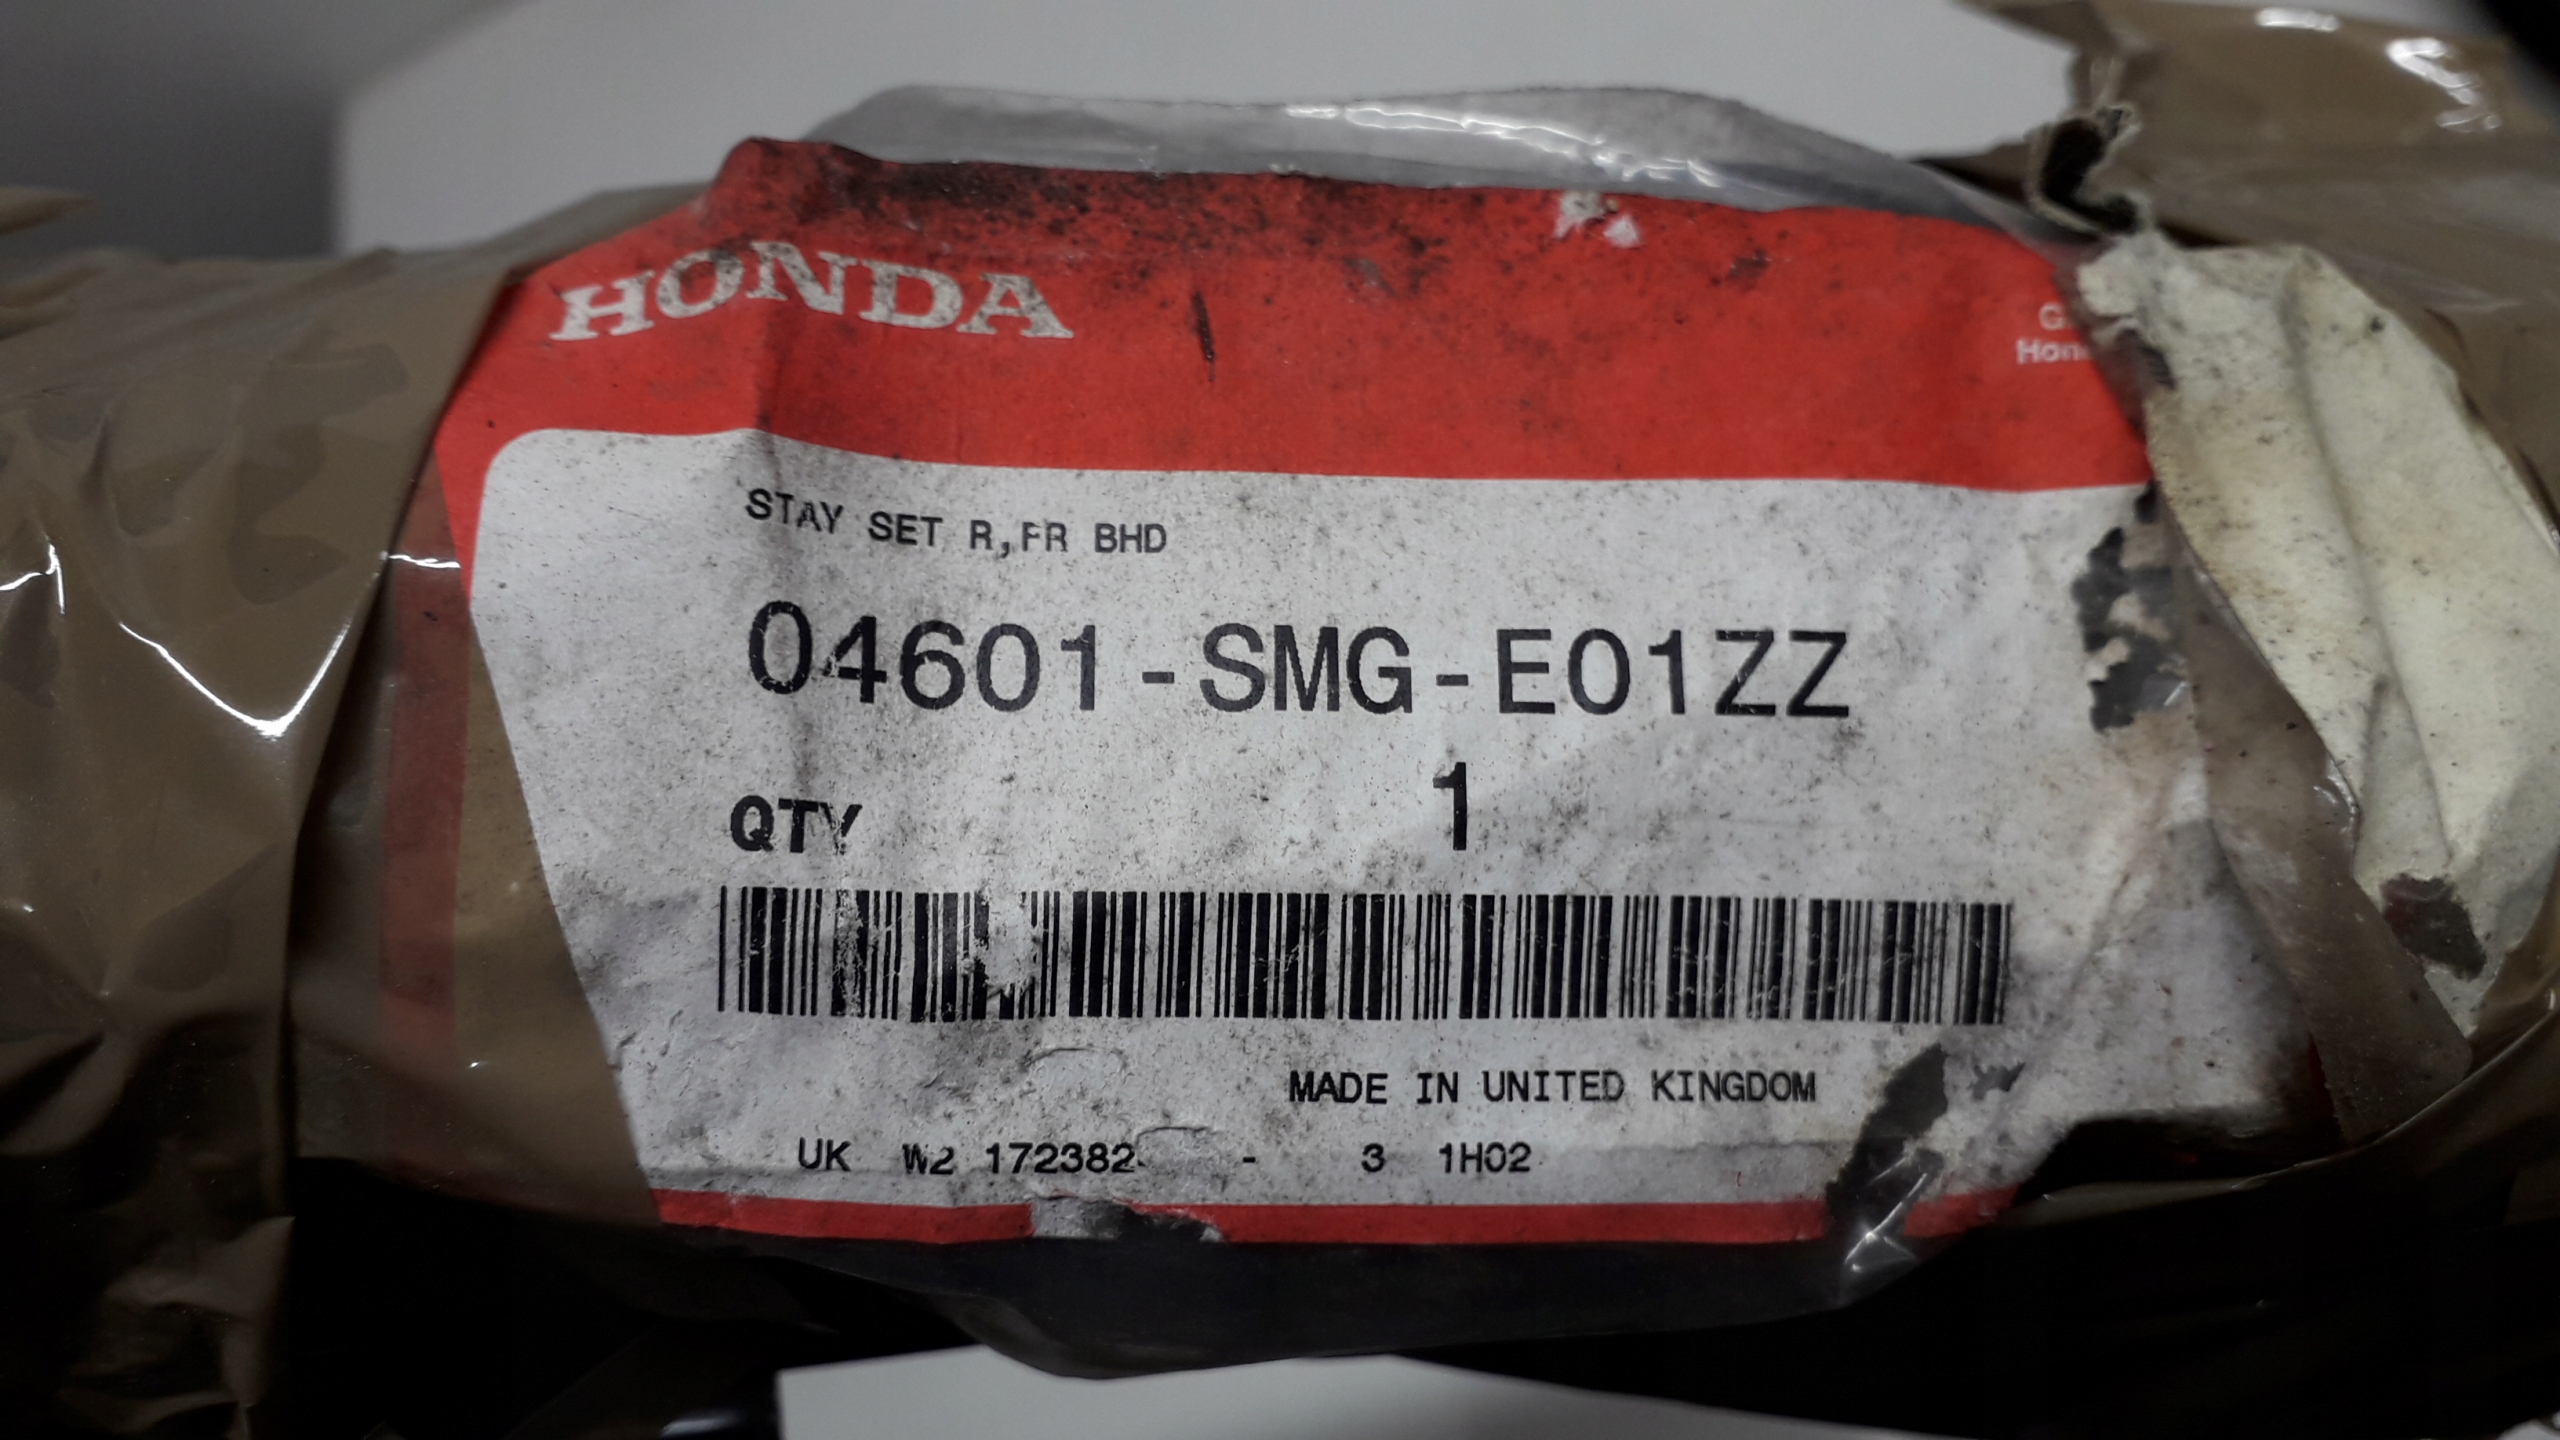 HONDA
STAY SET R,FR BHD
04601-SMG-E01ZZ
QTY 1
MADE IN UNITED KINGDOM
UK W2 172382 - 3 1H02